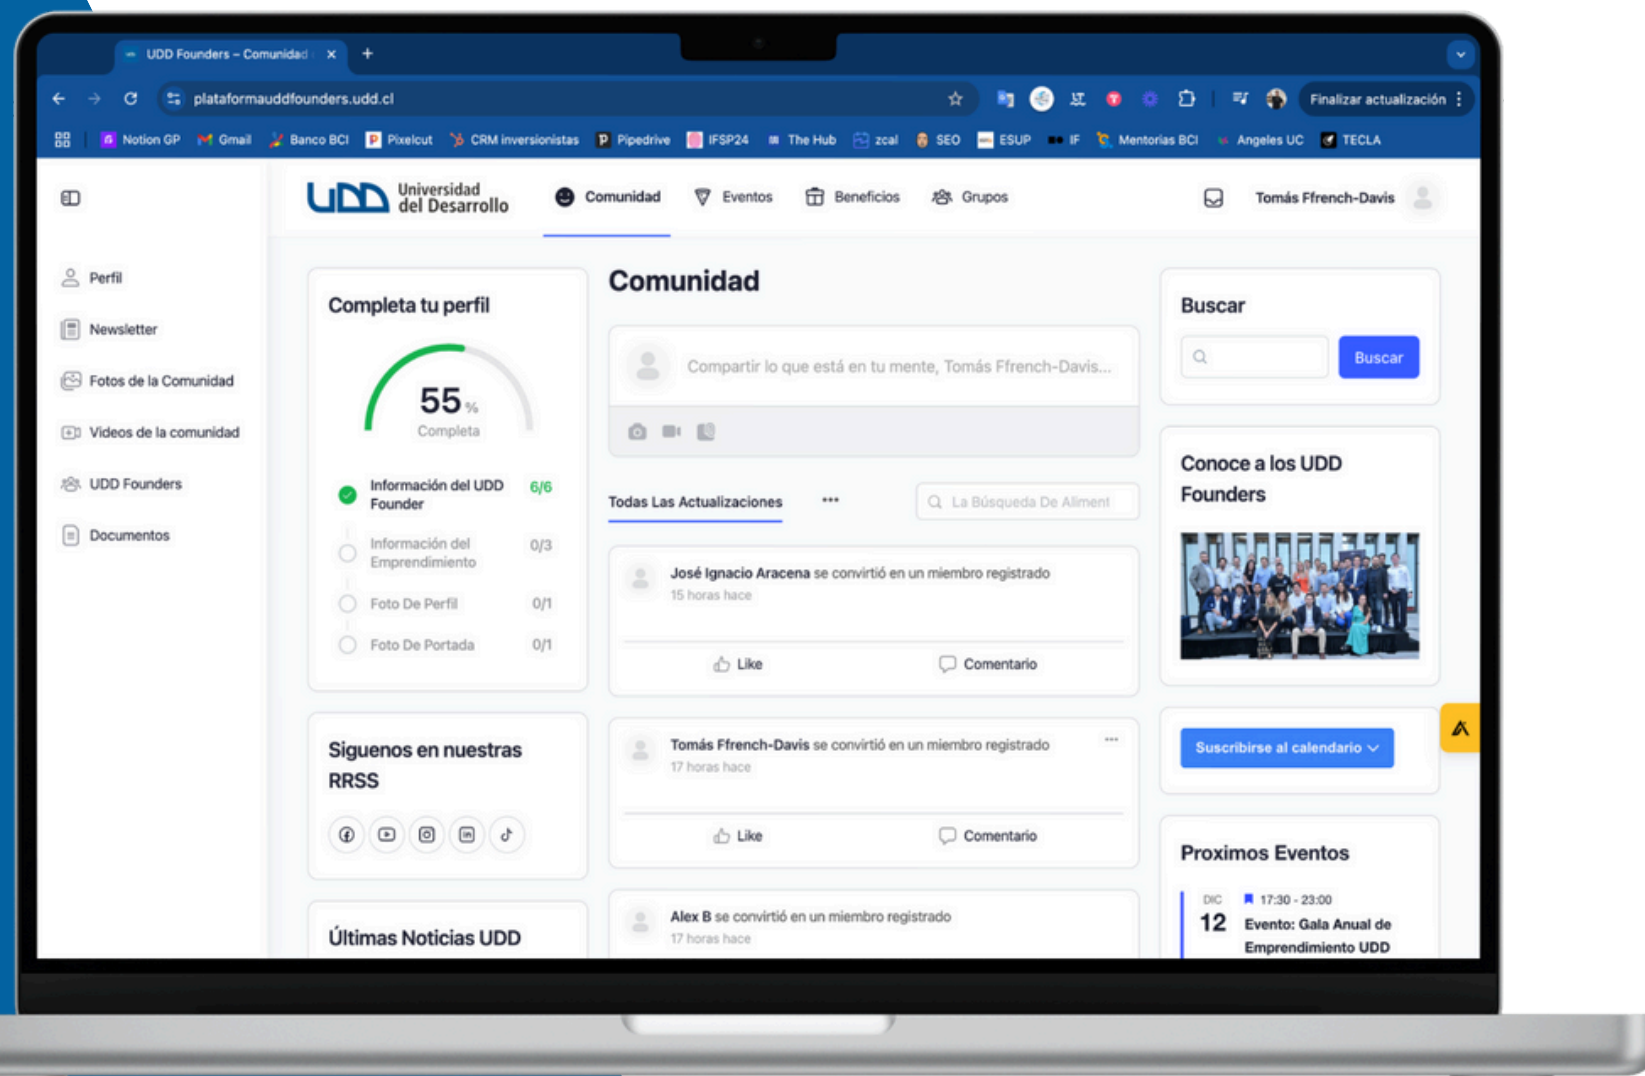 UDD Founders – Comunidad
plataformauddfounders.udd.cl
Finalizar actualización
Notion GP
Gmail
Banco BCI
Pixelcut
CRM inversionistas
Pipedrive
IFSP24
The Hub
zcal
SEO
ESUP
IF
Mentorias BCI
Angeles UC
TECLA
UDD Universidad
del Desarrollo
Comunidad
Eventos
Beneficios
Grupos
Tomás Ffrench-Davis
Perfil
Newsletter
Fotos de la Comunidad
Videos de la comunidad
UDD Founders
Documentos
Completa tu perfil
55 %
Completa
Información del UDD 6/6
Founder
Información del 0/3
Emprendimiento
Foto De Perfil 0/1
Foto De Portada 0/1
Siguenos en nuestras
RRSS
Últimas Noticias UDD
Comunidad
Compartir lo que está en tu mente, Tomás Ffrench-Davis...
Todas Las Actualizaciones
La Búsqueda De Aliment
José Ignacio Aracena se convirtió en un miembro registrado
15 horas hace
Like Comentario
Tomás Ffrench-Davis se convirtió en un miembro registrado
17 horas hace
Like Comentario
Alex B se convirtió en un miembro registrado
17 horas hace
Buscar
Buscar
Conoce a los UDD
Founders
Suscribirse al calendario
Proximos Eventos
DIC 17:30 - 23:00
12 Evento: Gala Anual de
Emprendimiento UDD